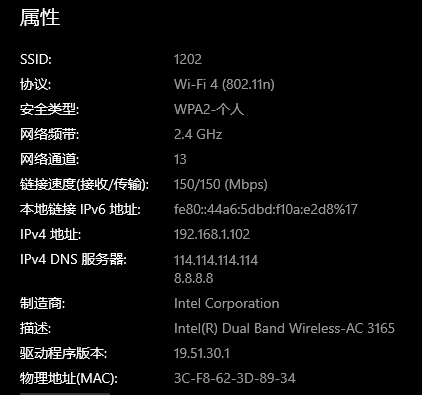 属性
SSID: 1202
协议: Wi-Fi 4 (802.11n)
安全类型: WPA2-个人
网络频带: 2.4 GHz
网络通道: 13
链接速度(接收/传输): 150/150 (Mbps)
本地链接 IPv6 地址: fe80::44a6:5dbd:f10a:e2d8%17
IPv4 地址: 192.168.1.102
IPv4 DNS 服务器: 114.114.114.114
8.8.8.8
制造商: Intel Corporation
描述: Intel(R) Dual Band Wireless-AC 3165
驱动程序版本: 19.51.30.1
物理地址(MAC): 3C-F8-62-3D-89-34